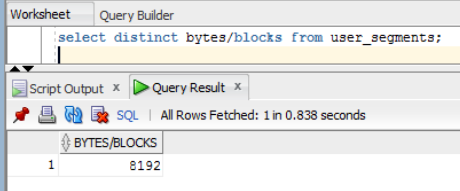 Worksheet Query Builder
select distinct bytes/blocks from user_segments;
Script Output x Query Result x
SQL | All Rows Fetched: 1 in 0.838 seconds
BYTES/BLOCKS
1 8192